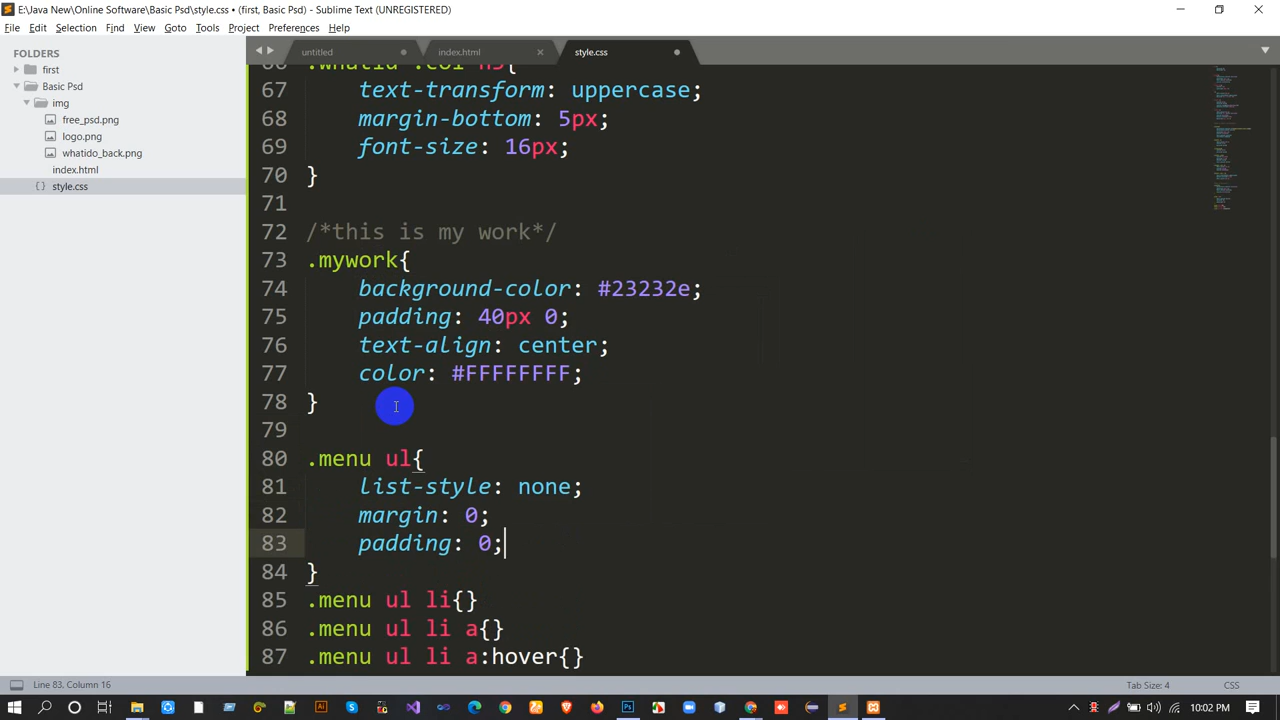 E:\Java New\Online Software\Basic Psd\style.css • (first, Basic Psd) - Sublime Text (UNREGISTERED)
File Edit Selection Find View Goto Tools Project Preferences Help
FOLDERS
first
Basic Psd
img
free_psd.png
logo.png
whatido_back.png
index.html
style.css
untitled
index.html
style.css
66 .whatid .col h3{
67 text-transform: uppercase;
68 margin-bottom: 5px;
69 font-size: 16px;
70 }
71
72 /*this is my work*/
73 .mywork{
74 background-color: #23232e;
75 padding: 40px 0;
76 text-align: center;
77 color: #FFFFFFFF;
78 }
79
80 .menu ul{
81 list-style: none;
82 margin: 0;
83 padding: 0;
84 }
85 .menu ul li{}
86 .menu ul li a{}
87 .menu ul li a:hover{}
Line 83, Column 16
Tab Size: 4
CSS
10:02 PM